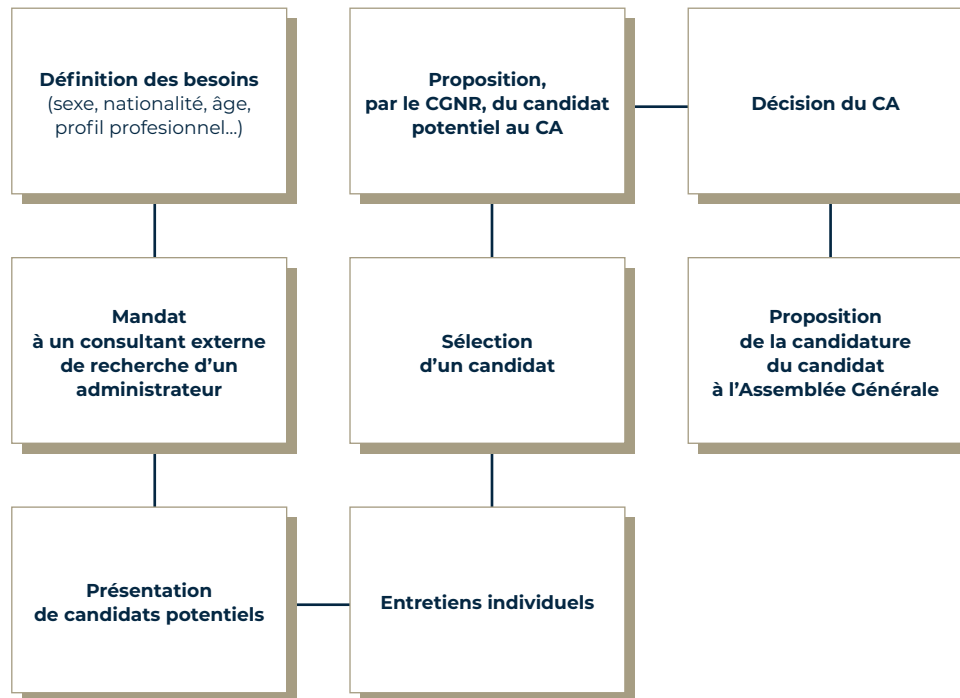 Définition des besoins
(sexe, nationalité, âge,
profil profesionnel...)
Mandat
à un consultant externe
de recherche d'un
administrateur
Présentation
de candidats potentiels
Entretiens individuels
Sélection
d'un candidat
Proposition,
par le CGNR, du candidat
potentiel au CA
Décision du CA
Proposition
de la candidature
du candidat
à l'Assemblée Générale